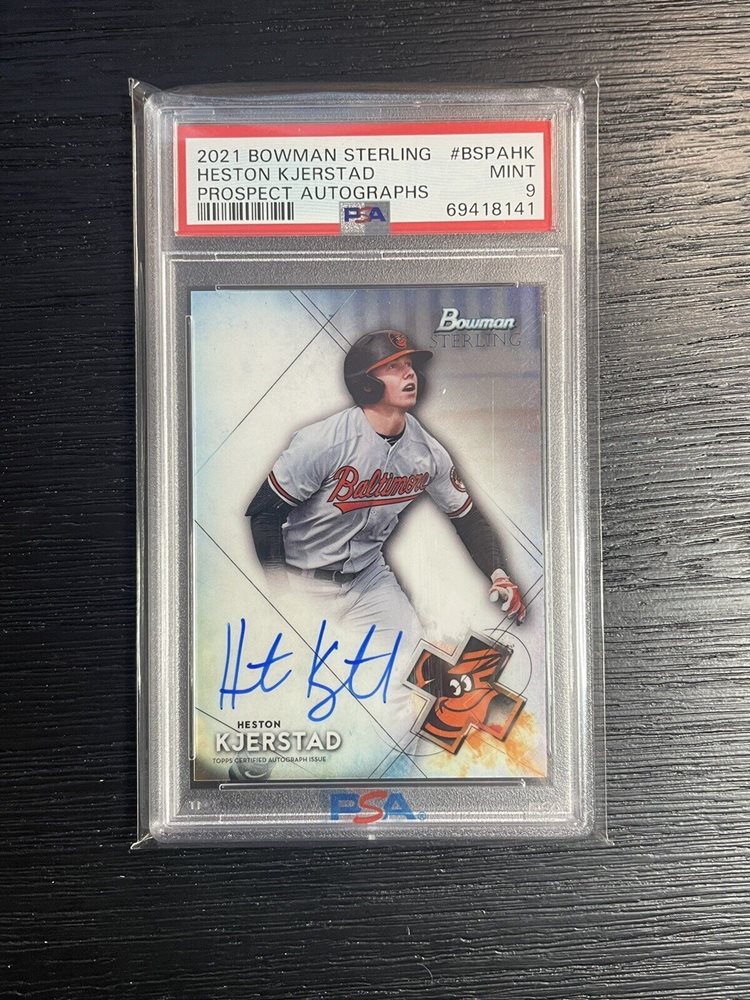 2021 BOWMAN STERLING #BSPAHK
HESTON KJERSTAD MINT
PROSPECT AUTOGRAPHS 9
PSA 69418141
Bowman
STERLING
Baltimore
HESTON
KJERSTAD
TOPPS CERTIFIED AUTOGRAPH ISSUE
PSA®